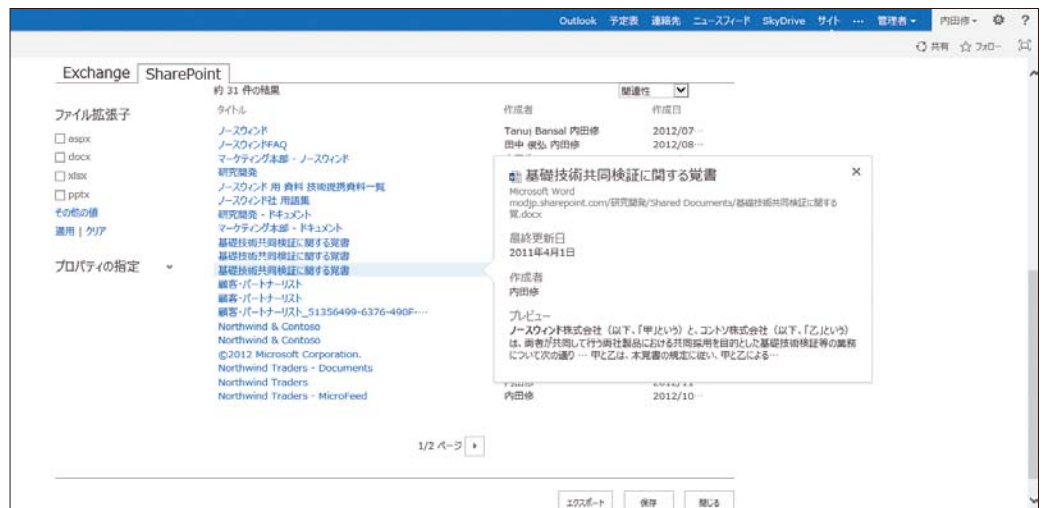 Outlook 予定表 連絡先 ニュースフィード SkyDrive サイト ··· 管理者 内田修 ?
共有 フォロー
Exchange SharePoint
約 31 件の結果 関連性
ファイル拡張子
タイトル 作成者 作成日
aspx
docx
xlsx
pptx
その他の値
適用 | クリア
プロパティの指定
ノースウィンド Tanuj Bansal 内田修 2012/07···
ノースウィンドFAQ 田中 俊弘 内田修 2012/08···
マーケティング本部 - ノースウィンド
研究開発
ノースウィンド 用 資料 技術提携資料一覧
ノースウィンド社 用語集
研究開発 - ドキュメント
マーケティング本部 - ドキュメント
基礎技術共同検証に関する覚書
基礎技術共同検証に関する覚書
基礎技術共同検証に関する覚書
顧客・パートナーリスト
顧客・パートナーリスト
顧客・パートナーリスト_51356499-6376-490F-···
Northwind & Contoso
Northwind & Contoso
©2012 Microsoft Corporation.
Northwind Traders - Documents
Northwind Traders 2012/11
Northwind Traders - MicroFeed 内田修 2012/10···
基礎技術共同検証に関する覚書
Microsoft Word
modjp.sharepoint.com/研究開発/Shared Documents/基礎技術共同検証に関する
覚.docx
最終更新日
2011年4月1日
作成者
内田修
プレビュー
ノースウィンド株式会社（以下、「甲」という）と、コントソ株式会社（以下、「乙」という）
は、両者が共同して行う両社製品における共同採用を目的とした基礎技術検証等の業務
について次の通り ··· 甲と乙は、本覚書の規定に従い、甲と乙による···
1/2 ページ
エクスポート 保存 閉じる